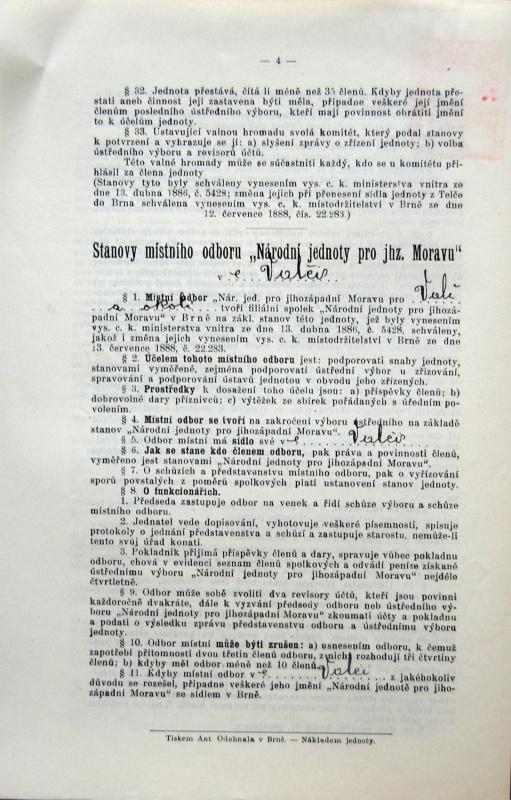 — 4 —
§ 32. Jednota přestává, čítá li méně než 35 členů. Kdyby jednota pře-
stati aneb činnost její zastavena býti měla, připadne veškeré její jmění
členům posledního ústředního výboru, kteří mají povinnost obrátiti jmění
to k účelům jednoty.
§ 33. Ustavující valnou hromadu svolá komitét, který podal stanovy
k potvrzení a vyhrazuje se jí: a) slyšení zprávy o zřízení jednoty; b) volba
ústředního výboru a revisorů účtů.
Této valné hromady může se súčastniti každý, kdo se u komitétu při-
hlásil za člena jednoty
(Stanovy tyto byly schváleny vynesením vys. c. k. ministerstva vnitra ze
dne 13. dubna 1886, č. 5428; změna jejich při přenesení sídla jednoty z Telče
do Brna schválena vynesením vys. c. k. místodržitelství v Brně ze dne
12. července 1888, čís. 22.283.)
Stanovy místního odboru „Národní jednoty pro jhz. Moravu“
v e Valči
§ 1. Místní odbor „Nár. jed. pro jihozápadní Moravu pro Valč
a okolí tvoří filiální spolek „Národní jednoty pro jihozá-
padní Moravu“ v Brně na zákl. stanov této jednoty, jež byly vynesením
vys. c. k. ministerstva vnitra ze dne 13. dubna 1886, č. 5428, schváleny,
jakož i změna jejich vynesením vys. c. k. místodržitelství v Brně ze dne
13. července 1888, č. 22.283.
§ 2. Účelem tohoto místního odboru jest: podporovati snahy jednoty,
stanovami vyměřené, zejména podporovati ústřední výbor u zřizování,
spravování a podporování ústavů jednotou v obvodu jeho zřízených.
§ 3. Prostředky k dosažení toho účelu jsou: a) příspěvky členů; b)
dobrovolné dary příznivců; c) výtěžek ze sbírek pořádaných s úředním po-
volením.
§ 4. Místní odbor se tvoří na zakročení výboru ústředního na základě
stanov „Národní jednoty pro jihozápadní Moravu“.
§ 5. Odbor místní má sídlo své v e Valči
§ 6. Jak se stane kdo členem odboru, pak práva a povinnosti členů,
vyměřeno jest stanovami „Národní jednoty pro jihozápadní Moravu“.
§ 7. O schůzích a představenstvu místního odboru, pak o vyřizování
sporů povstalých z poměrů spolkových platí ustanovení stanov jednoty.
§ 8. O funkcionářích.
1. Předseda zastupuje odbor na venek a řídí schůze výboru a schůze
místního odboru.
2. Jednatel vede dopisování, vyhotovuje veškeré písemnosti, spisuje
protokoly o jednání představenstva a schůzí a zastupuje starostu, nemůže-li
tento svůj úřad konati.
3. Pokladník přijímá příspěvky členů a dary, spravuje vůbec pokladnu
odboru, chová v evidenci seznam členů spolkových a odvádí peníze získané
ústřednímu výboru „Národní jednoty pro jihozápadní Moravu“ nejdéle
čtvrtletně.
§ 9. Odbor může sobě zvoliti dva revisory účtů, kteří jsou povinni
každoročně dvakráte, dále k vyzvání předsedy odboru neb ústředního vý-
boru „Národní jednoty pro jihozápadní Moravu“ zkoumati účty a pokladnu
a podati o výsledku zprávu představenstvu odboru a ústřednímu výboru
jednoty.
§ 10. Odbor místní může býti zrušen: a) usnesením odboru, k čemuž
zapotřebí přítomnosti dvou třetin členů odboru, z nichž rozhodují tři čtvrtiny
členů; b) kdyby měl odbor méně než 10 členů.
§ 11. Kdyby místní odbor v e Valči z jakéhokoliv
důvodu se rozešel, připadne veškeré jeho jmění „Národní jednotě pro jiho-
západní Moravu“ se sídlem v Brně.
Tiskem Ant Odehnala v Brně. — Nákladem jednoty.